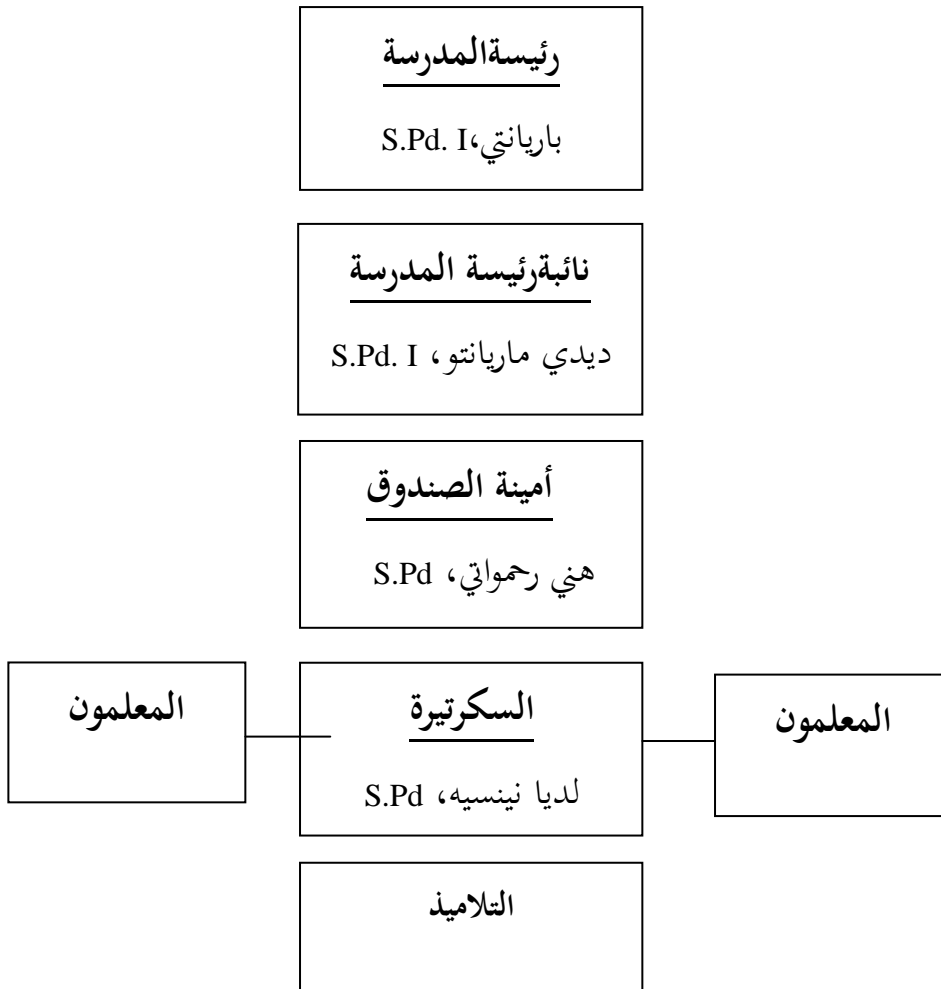 رئيسةالمدرسة
باريانتي،S.Pd. I
نائبةرئيسة المدرسة
ديدي ماريانتو، S.Pd. I
أمينة الصندوق
هني رحمواتي، S.Pd
المعلمون
السكرتيرة
لديا نينسيه، S.Pd
المعلمون
التلاميذ